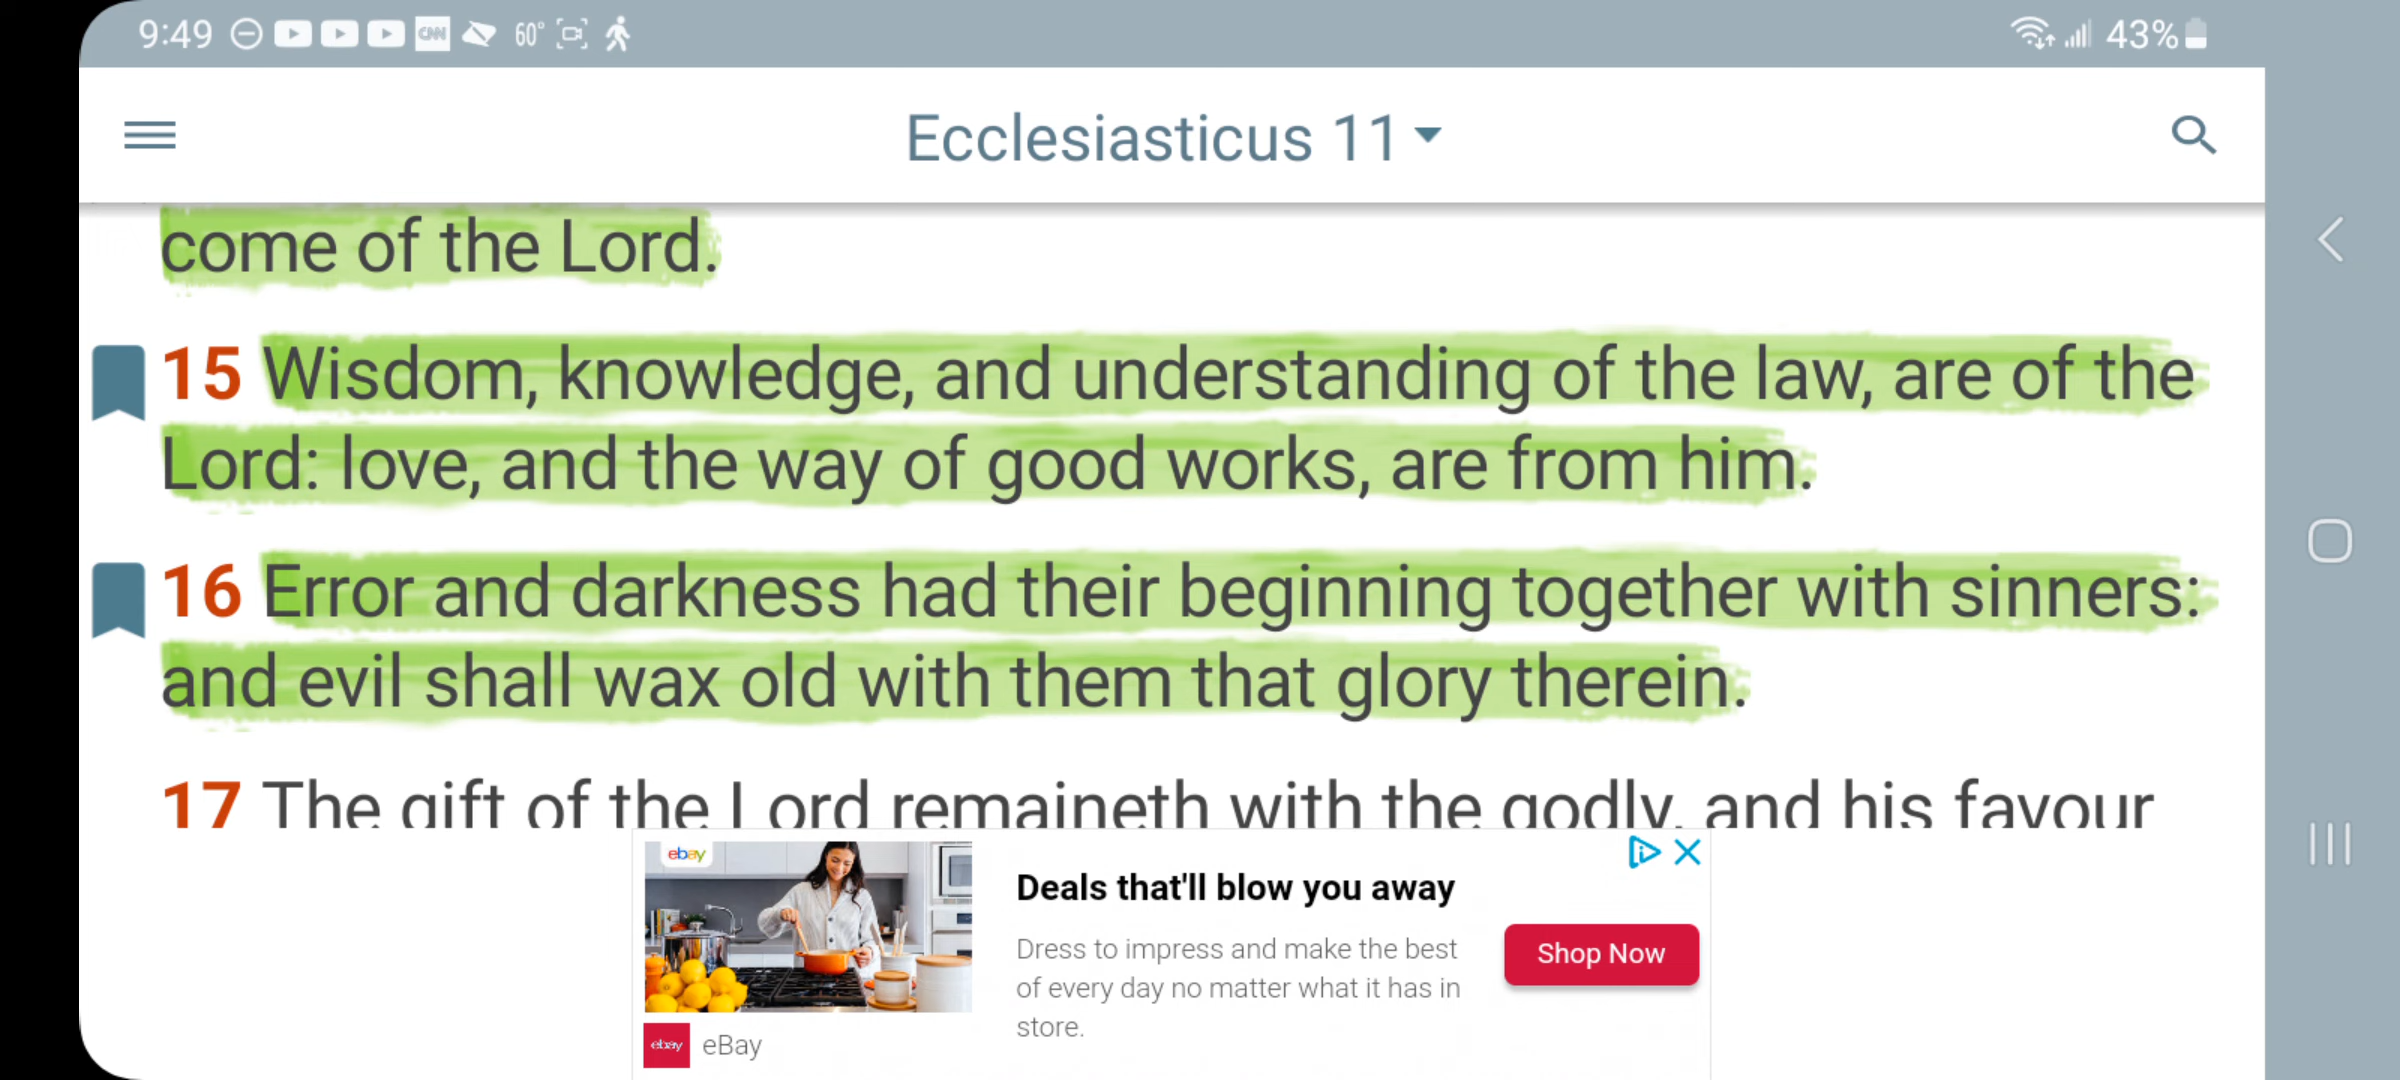 9:49 CNN 60° 43%
Ecclesiasticus 11
come of the Lord.
15 Wisdom, knowledge, and understanding of the law, are of the
Lord: love, and the way of good works, are from him.
16 Error and darkness had their beginning together with sinners:
and evil shall wax old with them that glory therein.
17 The gift of the Lord remaineth with the godly, and his favour
ebay
Deals that'll blow you away
Dress to impress and make the best
of every day no matter what it has in
store.
Shop Now
ebay eBay